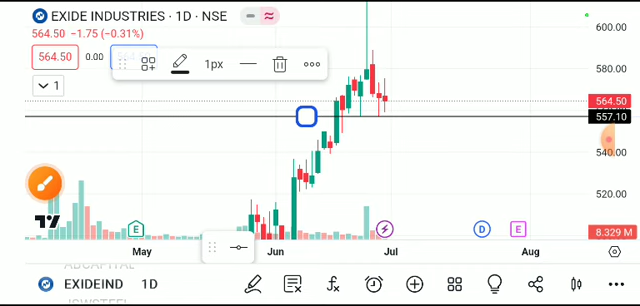 EXIDE INDUSTRIES · 1D · NSE
564.50 −1.75 (−0.31%)
564.50
0.00
1px
1
600.00
580.00
564.50
557.10
540.00
520.00
8.329 M
E
D
E
May
Jun
Jul
Aug
EXIDEIND 1D